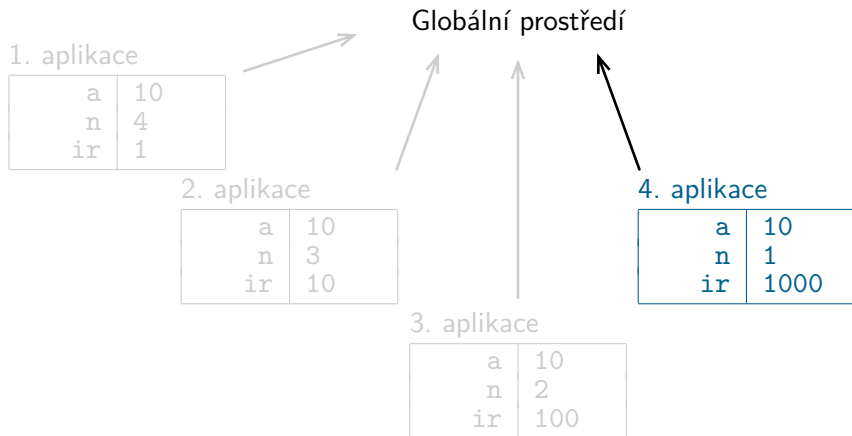 Globální prostředí
1. aplikace
a 10
n 4
ir 1
2. aplikace
a 10
n 3
ir 10
3. aplikace
a 10
n 2
ir 100
4. aplikace
a 10
n 1
ir 1000